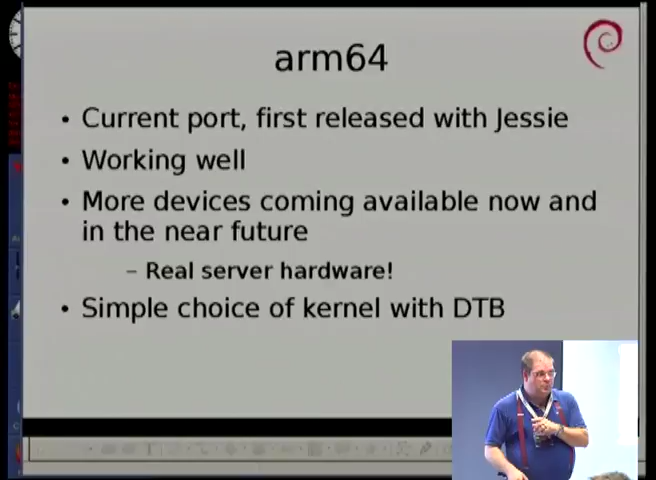 arm64
• Current port, first released with Jessie
• Working well
• More devices coming available now and
in the near future
– Real server hardware!
• Simple choice of kernel with DTB